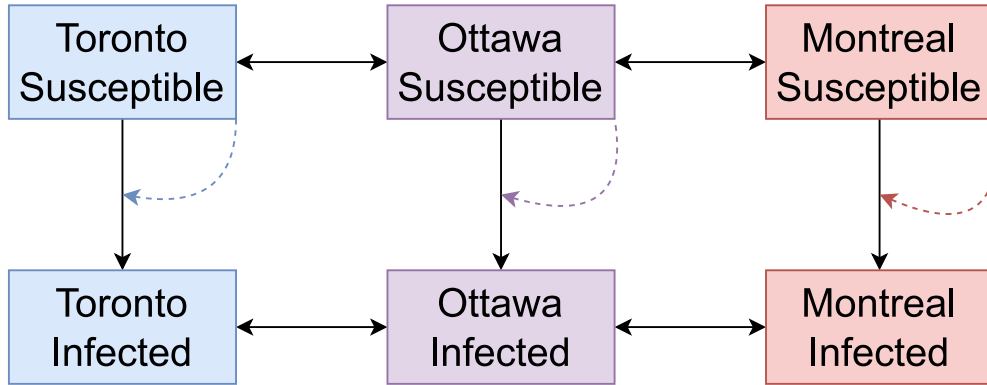 Toronto
Susceptible
Ottawa
Susceptible
Montreal
Susceptible
Toronto
Infected
Ottawa
Infected
Montreal
Infected